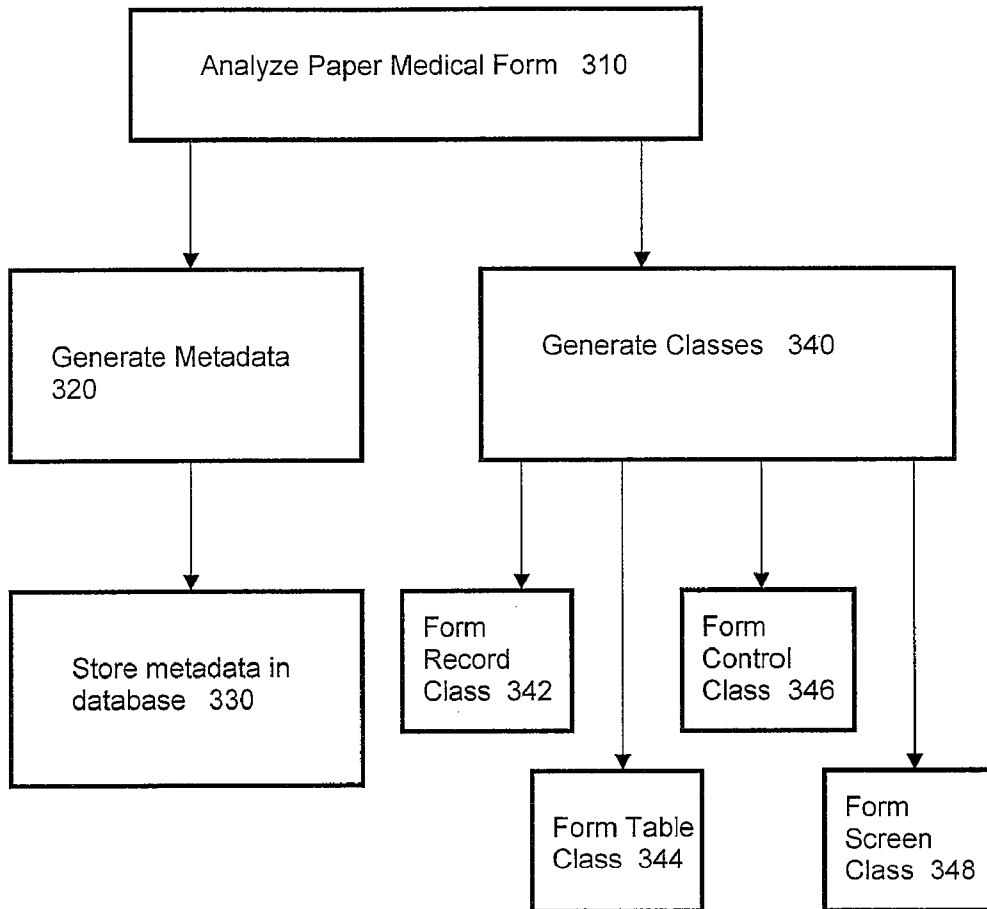 Analyze Paper Medical Form 310
Generate Metadata
320
Generate Classes 340
Store metadata in
database 330
Form
Record
Class 342
Form
Control
Class 346
Form Table
Class 344
Form
Screen
Class 348